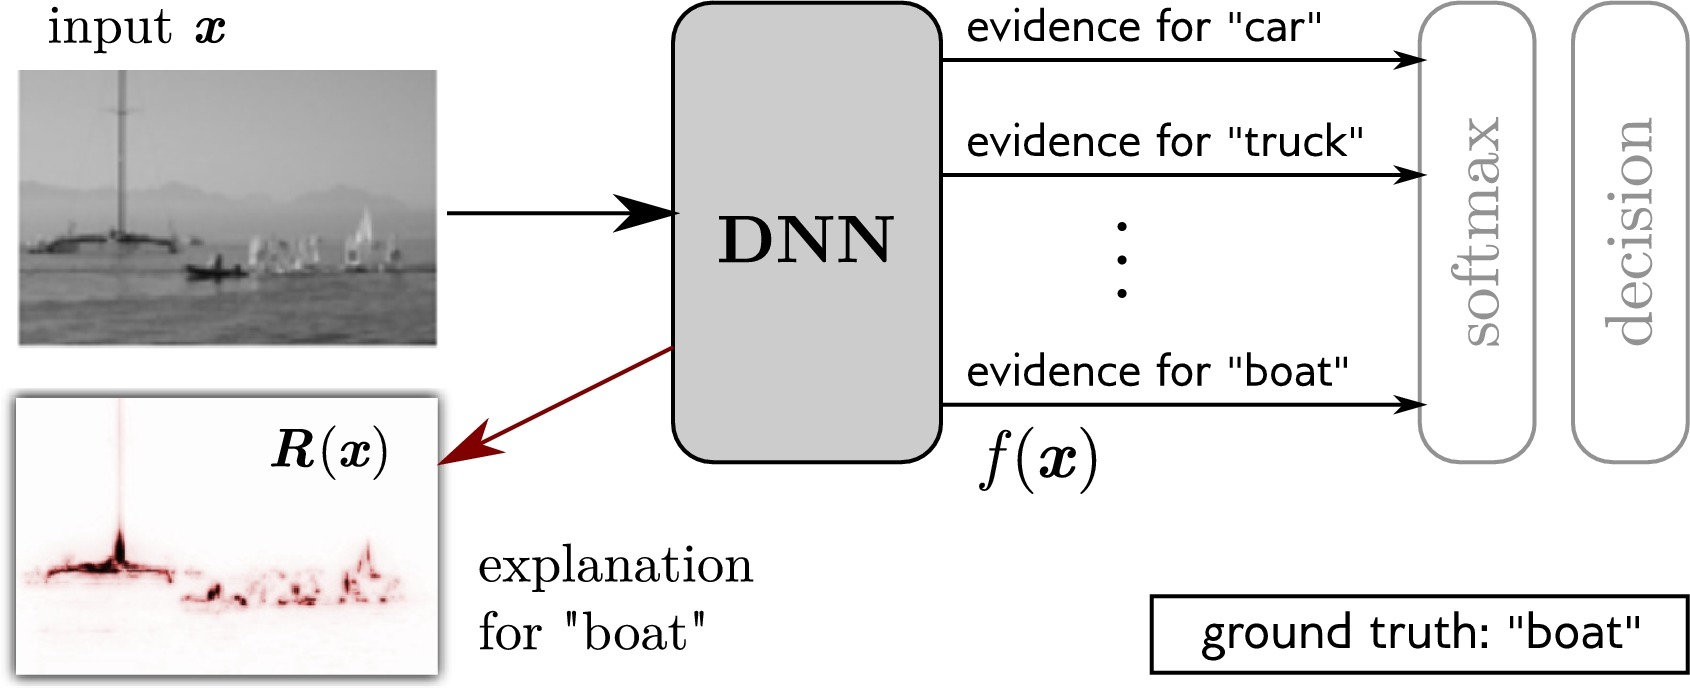 input x
evidence for "car"
evidence for "truck"
DNN
softmax
decision
evidence for "boat"
f(x)
R(x)
explanation
for "boat"
ground truth: "boat"